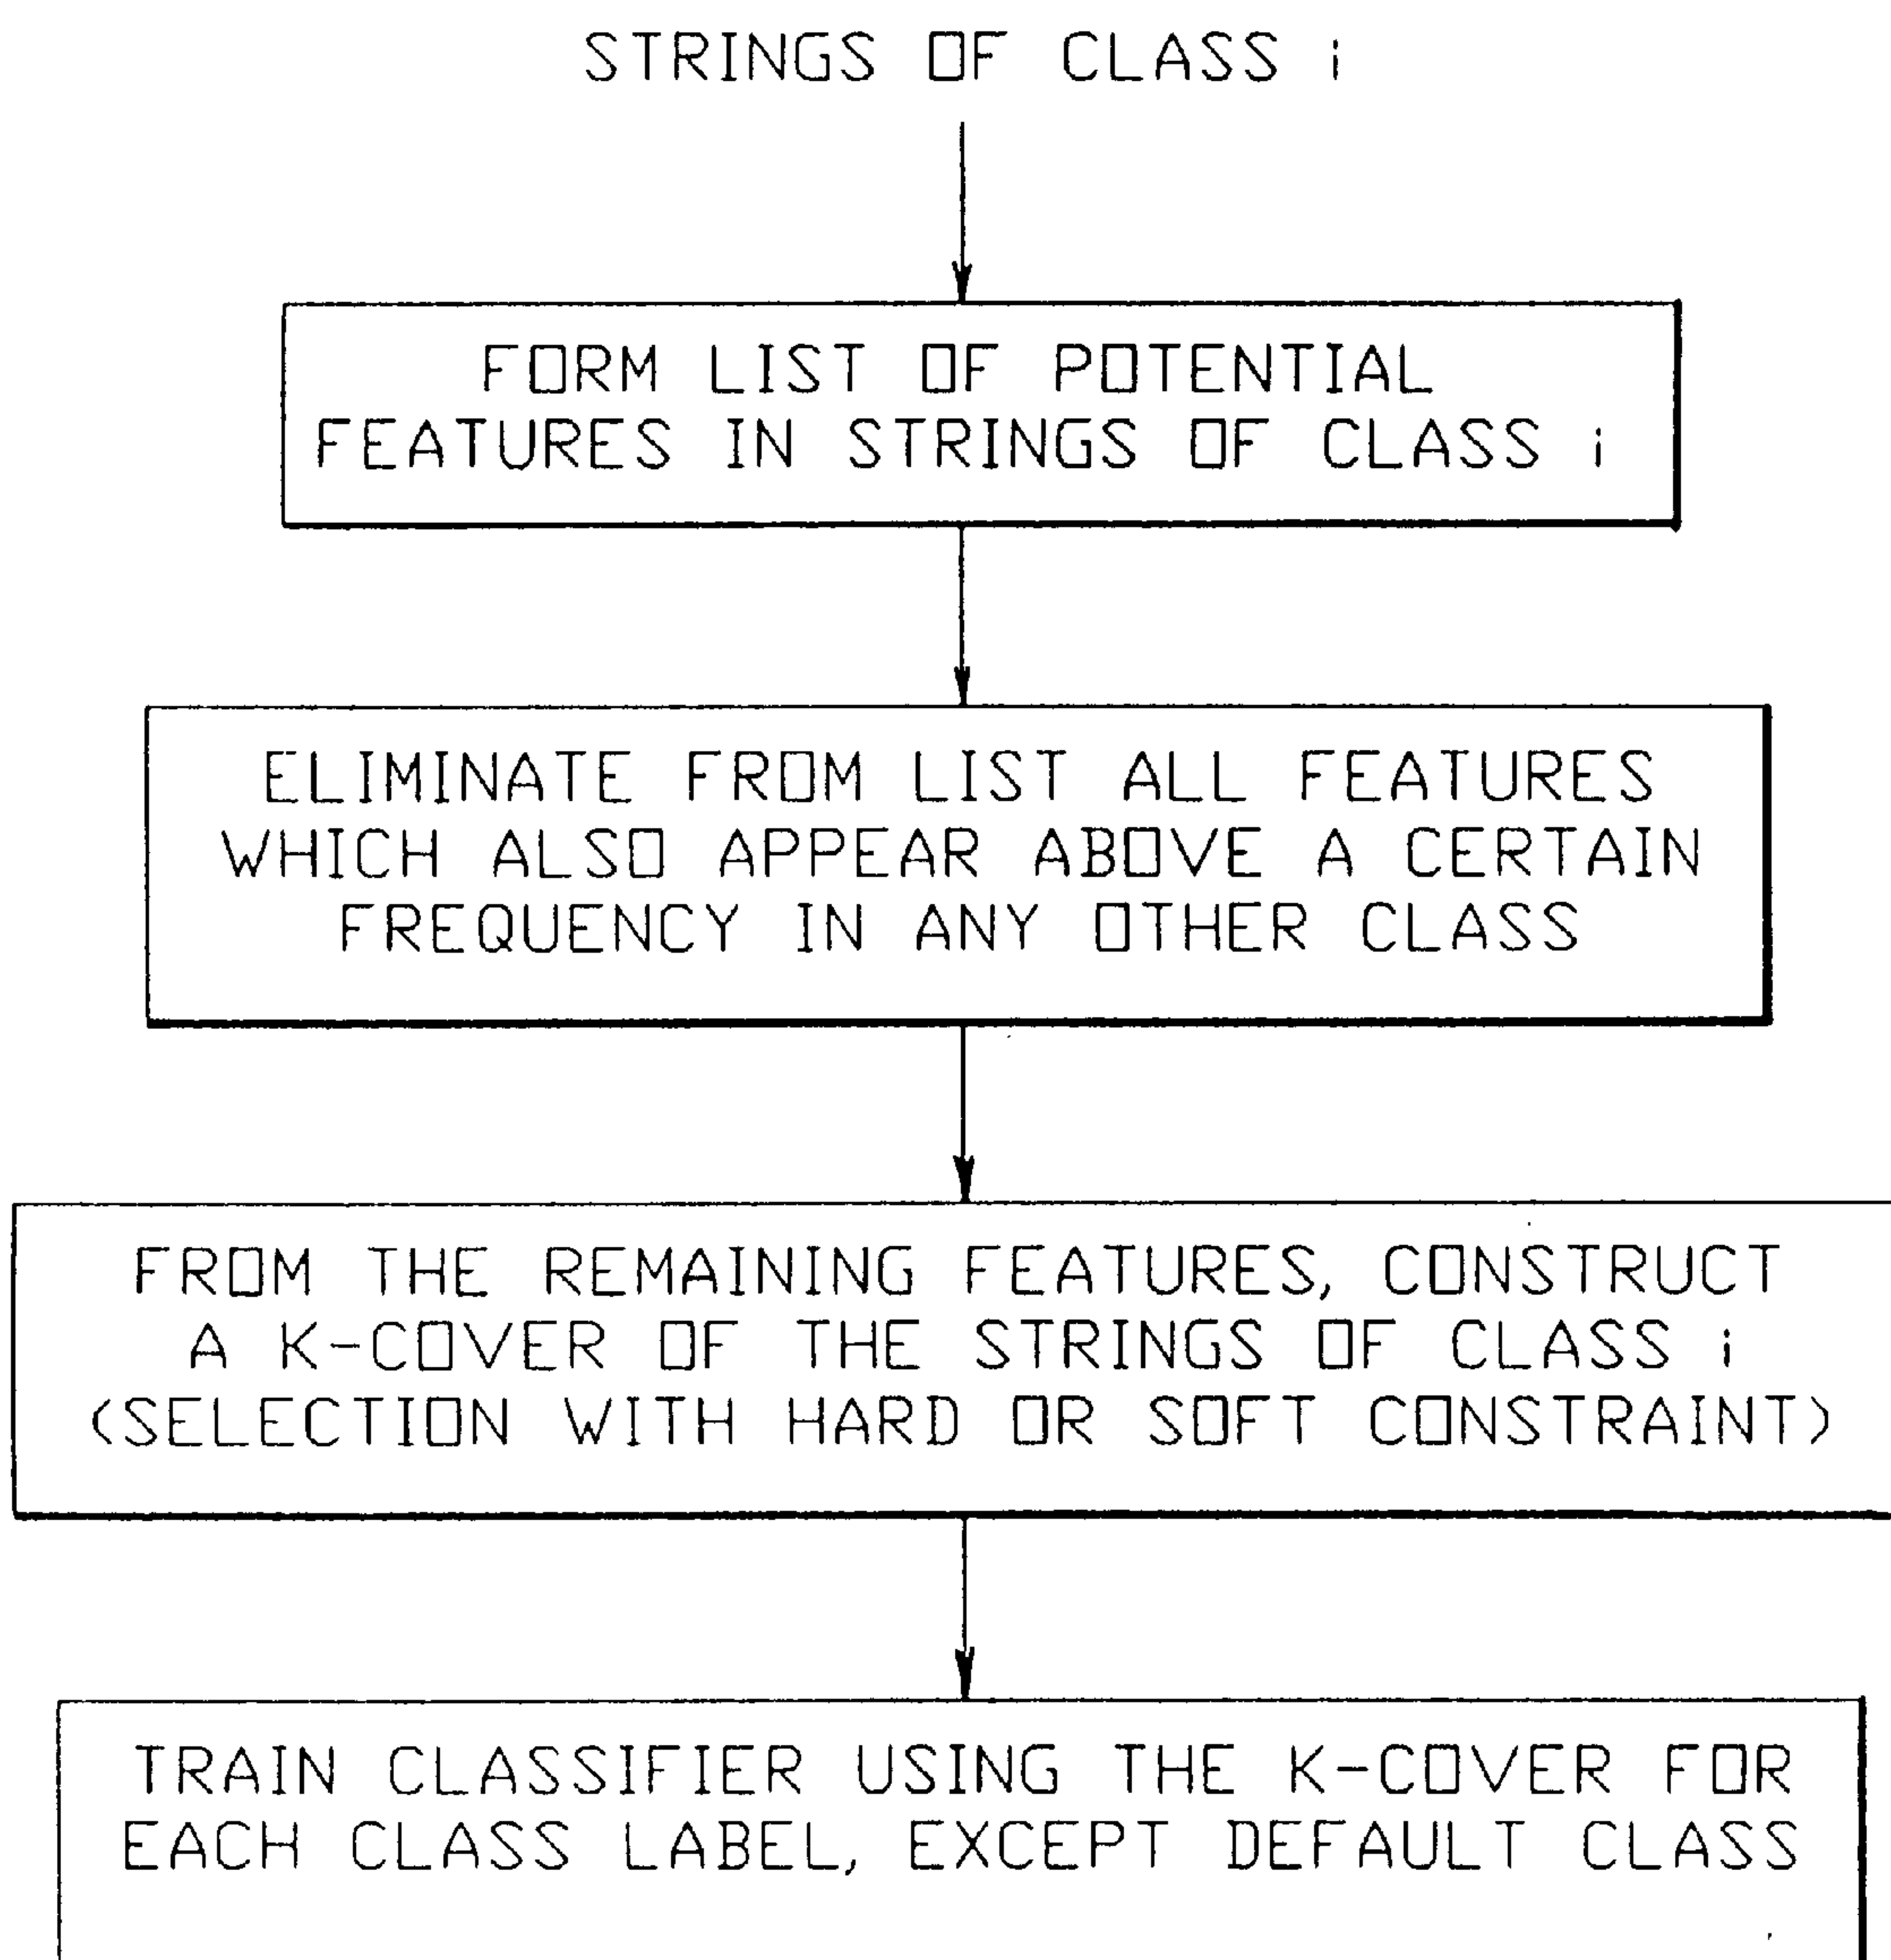 STRINGS OF CLASS i
FORM LIST OF POTENTIAL
FEATURES IN STRINGS OF CLASS i
ELIMINATE FROM LIST ALL FEATURES
WHICH ALSO APPEAR ABOVE A CERTAIN
FREQUENCY IN ANY OTHER CLASS
FROM THE REMAINING FEATURES, CONSTRUCT
A K-COVER OF THE STRINGS OF CLASS i
(SELECTION WITH HARD OR SOFT CONSTRAINT)
TRAIN CLASSIFIER USING THE K-COVER FOR
EACH CLASS LABEL, EXCEPT DEFAULT CLASS